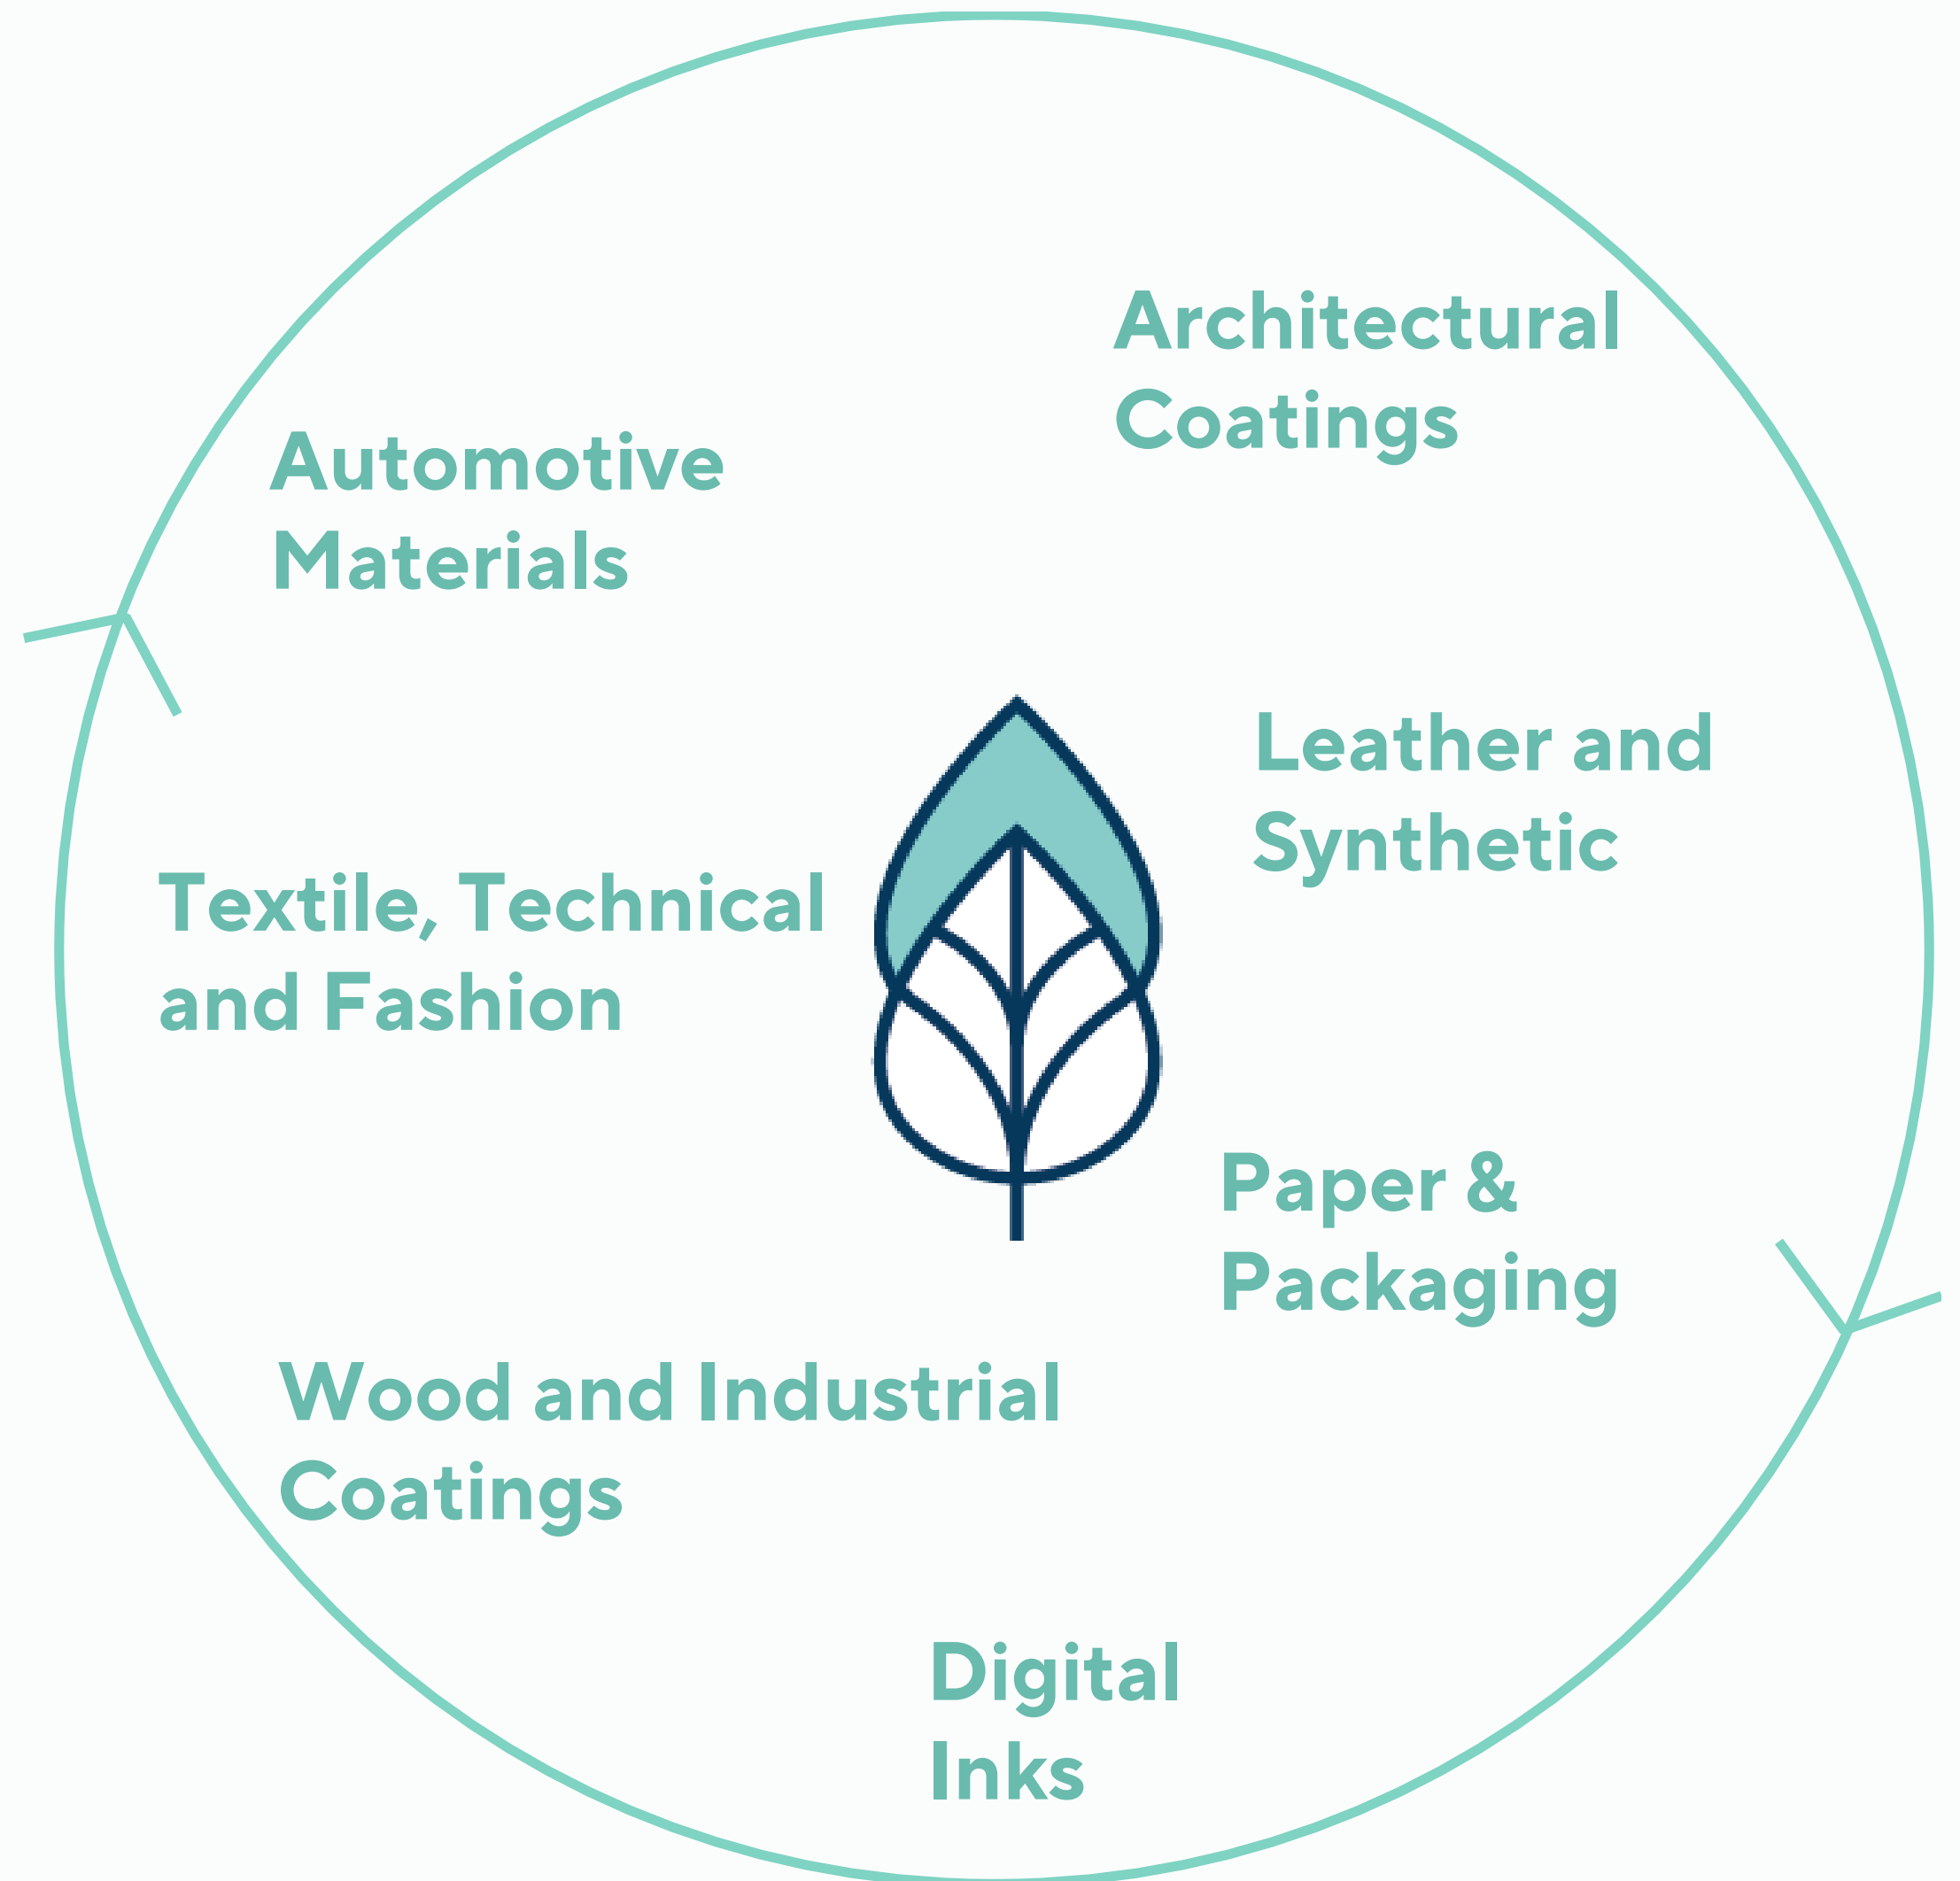 Architectural
Coatings
Automotive
Materials
Leather and
Synthetic
Textile, Technical
and Fashion
Paper &
Packaging
Wood and Industrial
Coatings
Digital
Inks